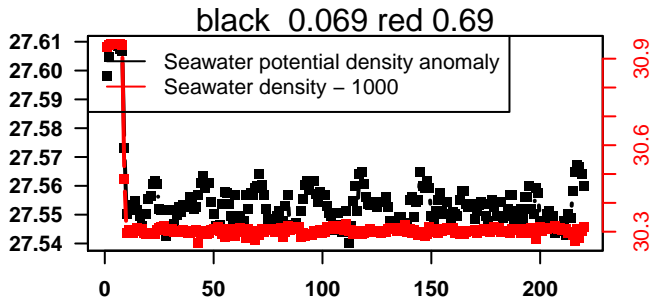 black 0.069 red 0.69
27.61
27.60
27.59
27.58
27.57
27.56
27.55
27.54
Seawater potential density anomaly
Seawater density – 1000
30.9
30.6
30.3
0 50 100 150 200